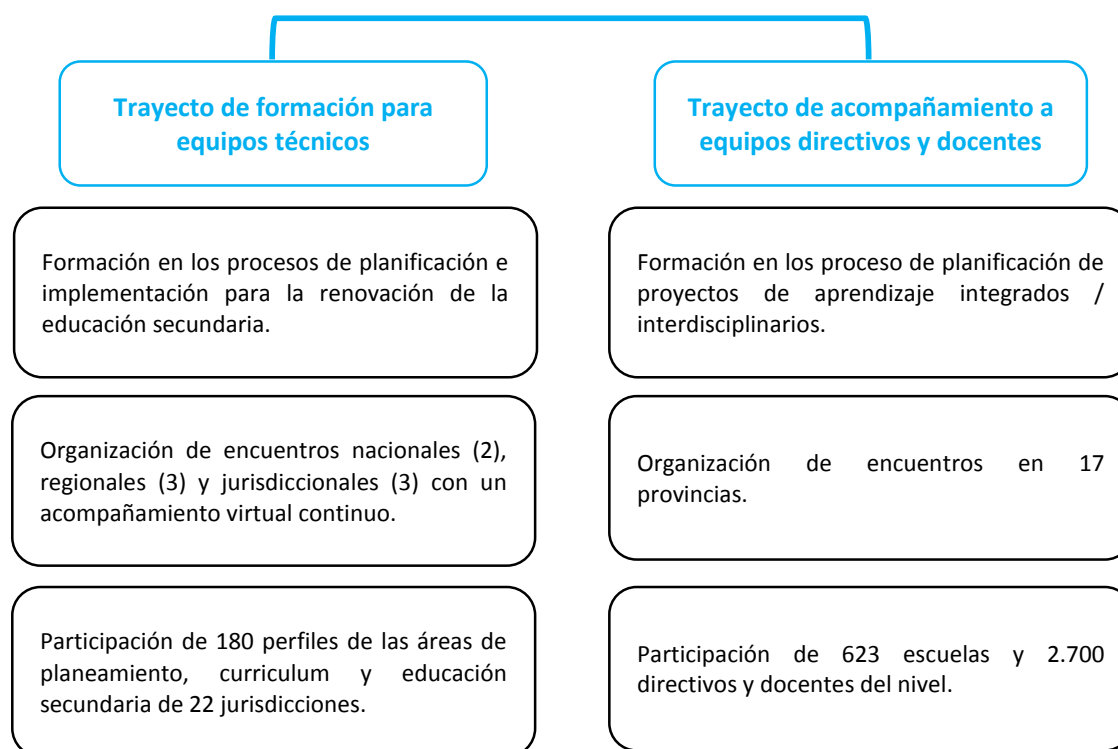 Trayecto de formación para
equipos técnicos
Formación en los procesos de planificación e
implementación para la renovación de la
educación secundaria.
Organización de encuentros nacionales (2),
regionales (3) y jurisdiccionales (3) con un
acompañamiento virtual continuo.
Participación de 180 perfiles de las áreas de
planeamiento, curriculum y educación
secundaria de 22 jurisdicciones.
Trayecto de acompañamiento a
equipos directivos y docentes
Formación en los proceso de planificación de
proyectos de aprendizaje integrados /
interdisciplinarios.
Organización de encuentros en 17
provincias.
Participación de 623 escuelas y 2.700
directivos y docentes del nivel.